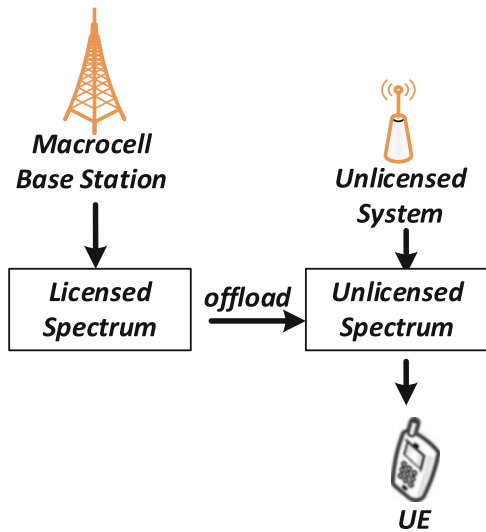 Macrocell
Base Station
Unlicensed
System
Licensed
Spectrum
offload
Unlicensed
Spectrum
UE